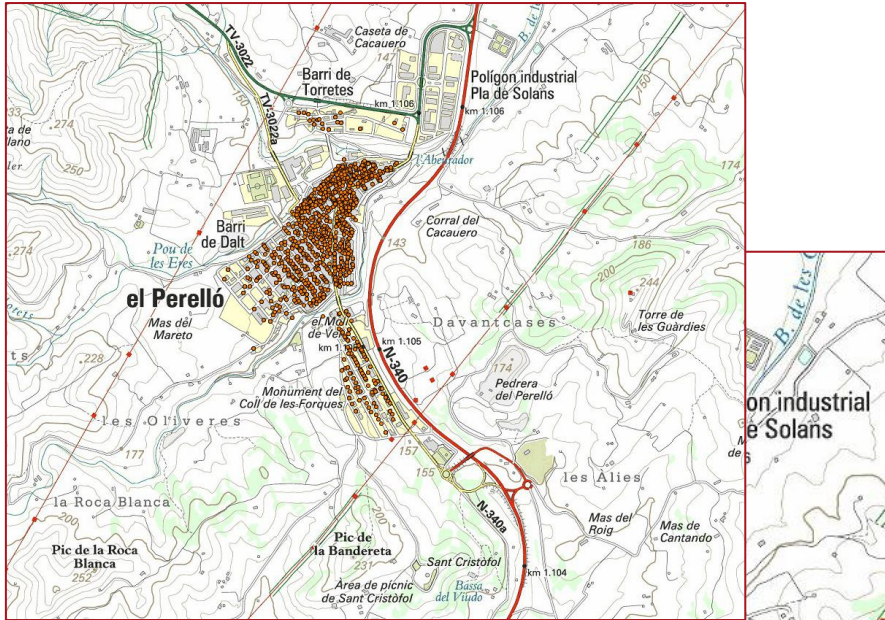 TV-3022
Caseta de
Cacauero
147
B. de les
Barri de
Torretes
Polígon industrial
Pla de Solans
km 1.106
km 1.106
TV-3022a
150
150
274
250
l'Abeurador
174
Barri
de Dalt
Corral del
Cacauero
Pou de
les Eres
143
186
200
244
274
el Perelló
Mas del
Mareto
el Molí
de Vent
km 1.105
Davantcases
Torre de
les Guàrdies
N-340
228
174
Pedrera
del Perelló
Monument del
Coll de les Forques
les Oliveres
177
157
155
les Àlies
la Roca Blanca
200
N-340a
Mas del
Roig
Mas de
Cantando
Pic de la Roca
Blanca
252
Pic de
la Bandereta
231
200
Sant Cristòfol
Àrea de pícnic
de Sant Cristòfol
Bassa
del Viudo
km 1.104
B. de les
on industrial
e Solans